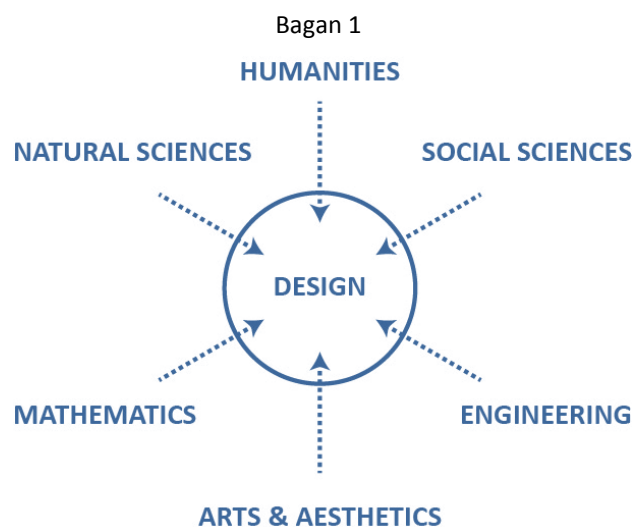 Bagan 1
HUMANITIES
NATURAL SCIENCES
SOCIAL SCIENCES
DESIGN
MATHEMATICS
ENGINEERING
ARTS & AESTHETICS